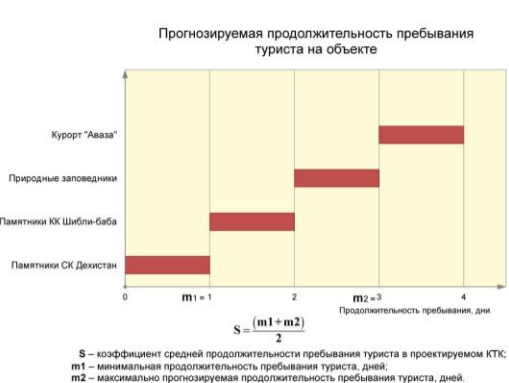 Прогнозируемая продолжительность пребывания
туриста на объекте
Курорт "Аваза"
Природные заповедники
Памятники КК Шибли-баба
Памятники СК Дехистан
0 m1 = 1 2 m2 = 3 4
Продолжительность пребывания, дни
S = (m1+m2)
2
S – коэффициент средней продолжительности пребывания туриста в проектируемом КТК;
m1 – минимальная продолжительность пребывания туриста, дней;
m2 – максимально прогнозируемая продолжительность пребывания туриста, дней.